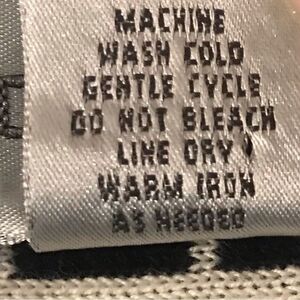 MACHINE
WASH COLD
GENTLE CYCLE
DO NOT BLEACH
LINE DRY
WARM IRON
AS NEEDED